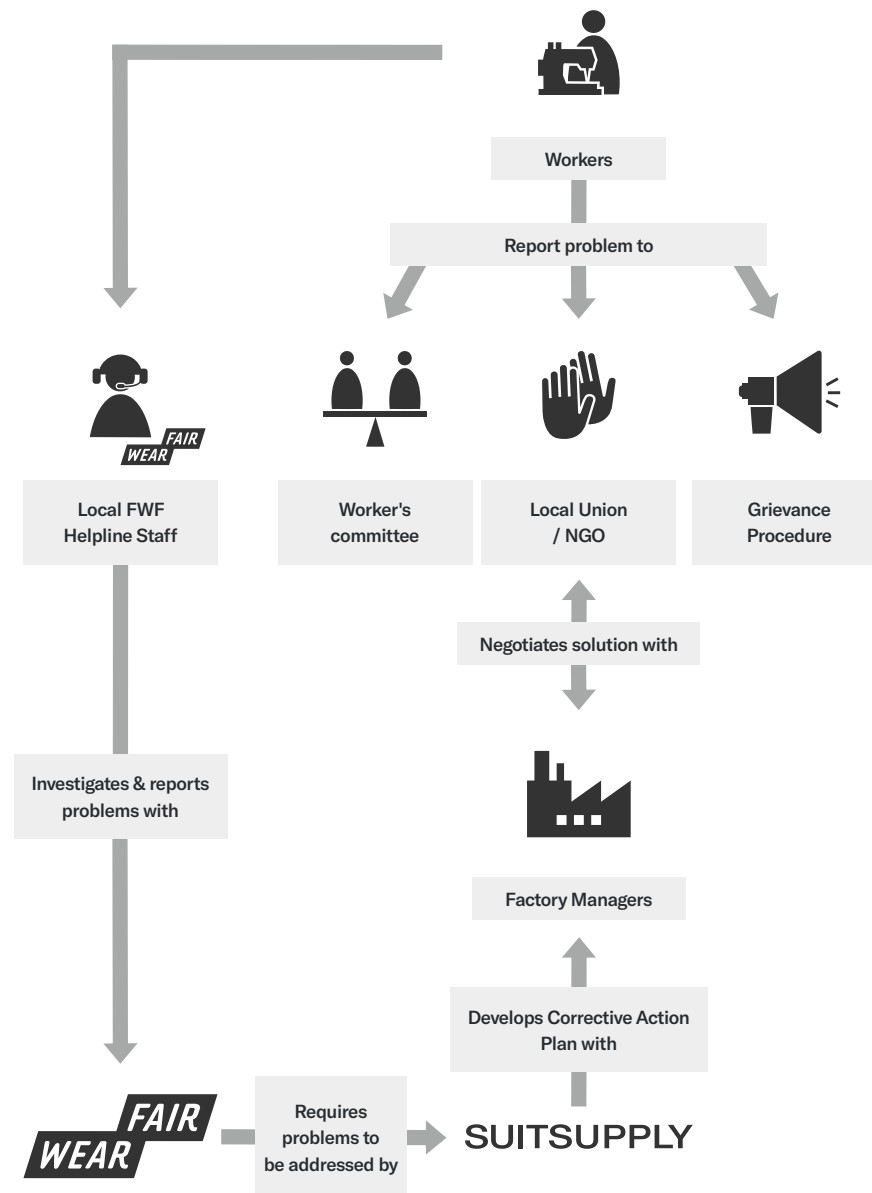 Workers
Report problem to
FAIR
WEAR
Local FWF
Helpline Staff
Worker's
committee
Local Union
/ NGO
Grievance
Procedure
Negotiates solution with
Investigates & reports
problems with
Factory Managers
Develops Corrective Action
Plan with
FAIR
WEAR
Requires
problems to
be addressed by
SUITSUPPLY